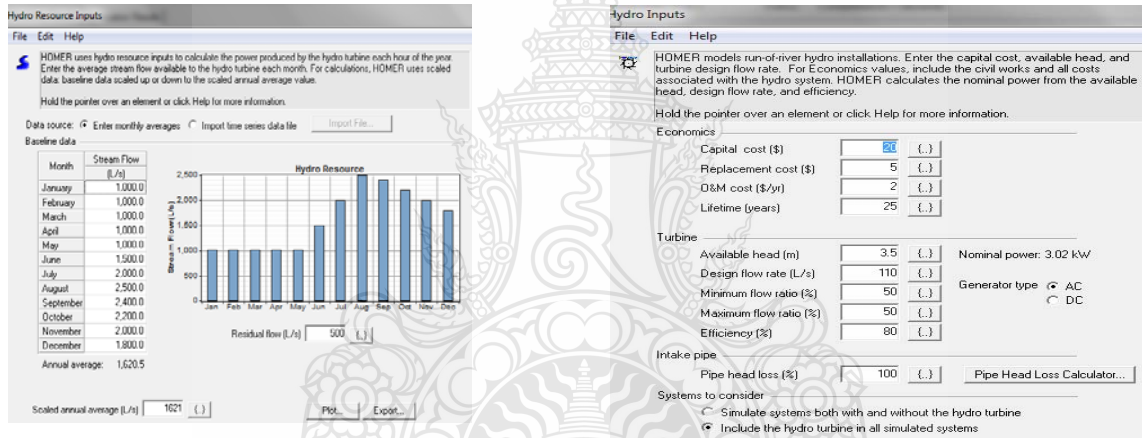 Hydro Resource Inputs
File Edit Help
HOMER uses hydro resource inputs to calculate the power produced by the hydro turbine each hour of the year.
Enter the average stream flow available to the hydro turbine each month. For calculations, HOMER uses scaled
data: baseline data scaled up or down to the scaled annual average value.
Hold the pointer over an element or click Help for more information.
Data source: Enter monthly averages Import time series data file Import File...
Baseline data
Month Stream Flow
(L/s)
January 1,000.0
February 1,000.0
March 1,000.0
April 1,000.0
May 1,000.0
June 1,500.0
July 2,000.0
August 2,500.0
September 2,400.0
October 2,200.0
November 2,000.0
December 1,800.0
Annual average: 1,620.5
Hydro Resource
Stream Flow (L/s)
2,500
2,000
1,500
1,000
500
0
Jan Feb Mar Apr May Jun Jul Aug Sep Oct Nov Dec
Residual flow (L/s) 500 {..}
Scaled annual average (L/s) 1621 {..}
Plot... Export...
Hydro Inputs
File Edit Help
HOMER models run-of-river hydro installations. Enter the capital cost, available head, and
turbine design flow rate. For Economics values, include the civil works and all costs
associated with the hydro system. HOMER calculates the nominal power from the available
head, design flow rate, and efficiency.
Hold the pointer over an element or click Help for more information.
Economics
Capital cost ($) 20 {..}
Replacement cost ($) 5 {..}
O&M cost ($/yr) 2 {..}
Lifetime (years) 25 {..}
Turbine
Available head (m) 3.5 {..} Nominal power: 3.02 kW
Design flow rate (L/s) 110 {..}
Minimum flow ratio (%) 50 {..} Generator type AC
Maximum flow ratio (%) 50 {..} DC
Efficiency (%) 80 {..}
Intake pipe
Pipe head loss (%) 100 {..} Pipe Head Loss Calculator...
Systems to consider
Simulate systems both with and without the hydro turbine
Include the hydro turbine in all simulated systems